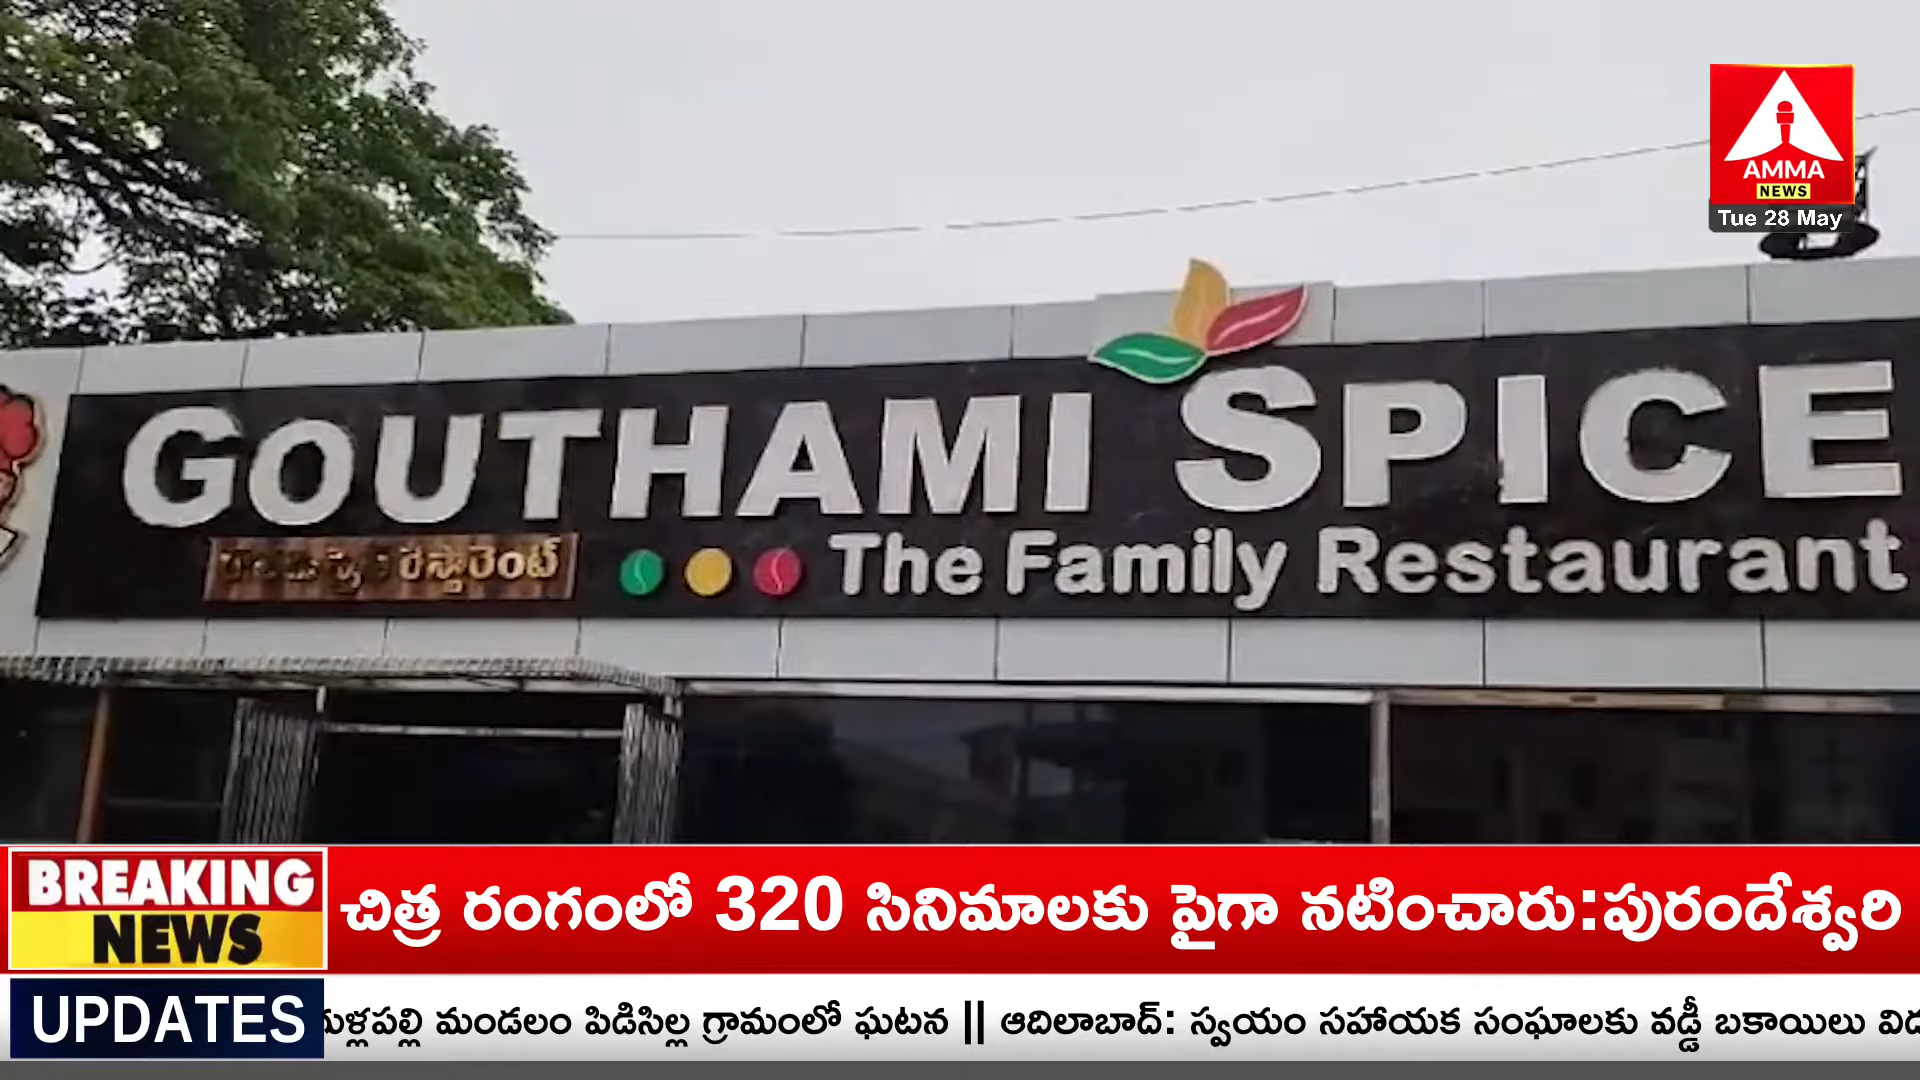 AMMA
NEWS
Tue 28 May
GOUTHAMI SPICE
రెస్టారెంట్
The Family Restaurant
BREAKING
NEWS
చిత్ర రంగంలో 320 సినిమాలకు పైగా నటించారు:పురందేశ్వరి
UPDATES
మండలం పిడిసిల్ల గ్రామంలో ఘటన || ఆదిలాబాద్: స్వయం సహాయక సంఘాలకు వడ్డీ బకాయిలు